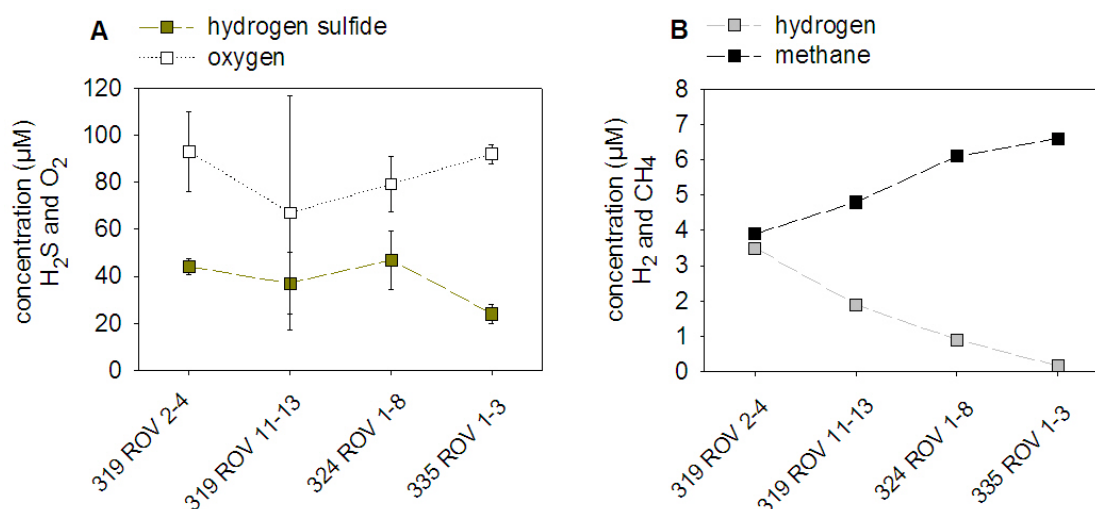 A
hydrogen sulfide
oxygen
concentration (µM)
H₂S and O₂
120
100
80
60
40
20
0
319 ROV 2-4
319 ROV 11-13
324 ROV 1-8
335 ROV 1-3
B
hydrogen
methane
concentration (µM)
H₂ and CH₄
8
7
6
5
4
3
2
1
0
319 ROV 2-4
319 ROV 11-13
324 ROV 1-8
335 ROV 1-3